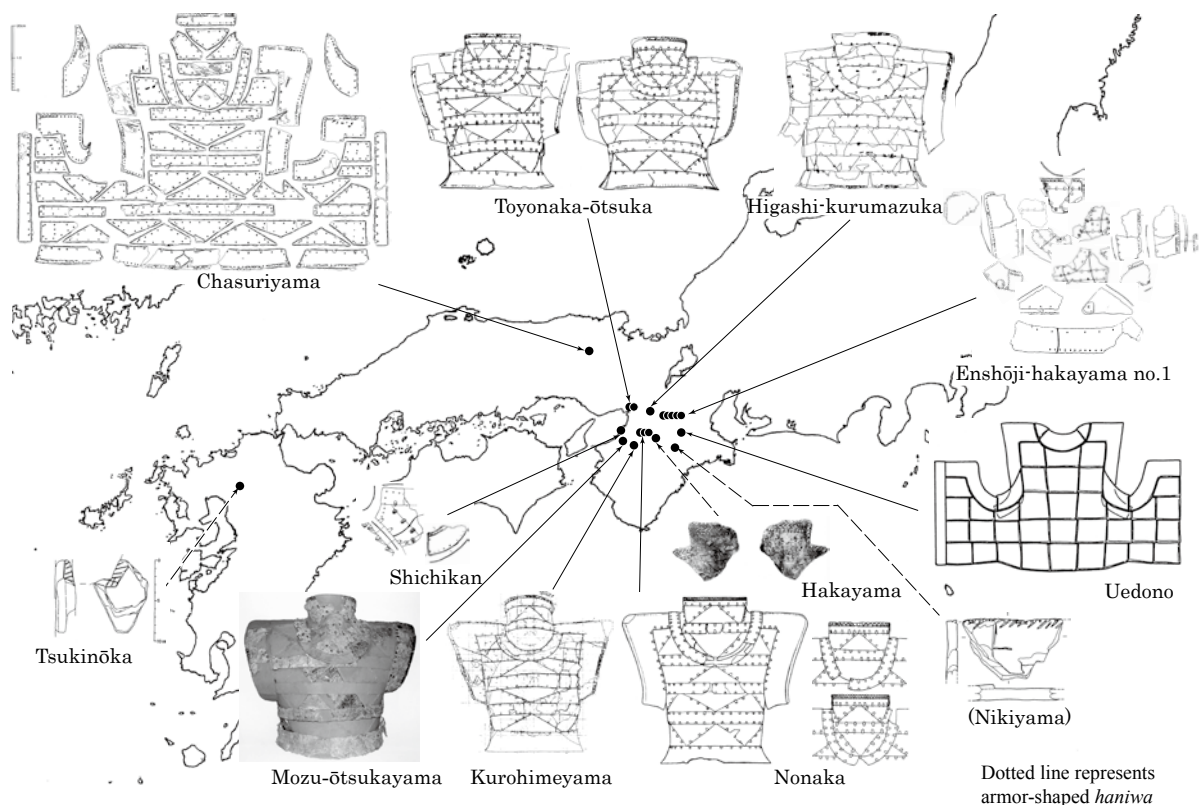 Toyonaka-ōtsuka
Higashi-kurumazuka
Chasuriyama
Enshōji-hakayama no.1
Shichikan
Hakayama
Uedono
Tsukinōka
(Nikiyama)
Mozu-ōtsukayama
Kurohimeyama
Nonaka
Dotted line represents
armor-shaped haniwa